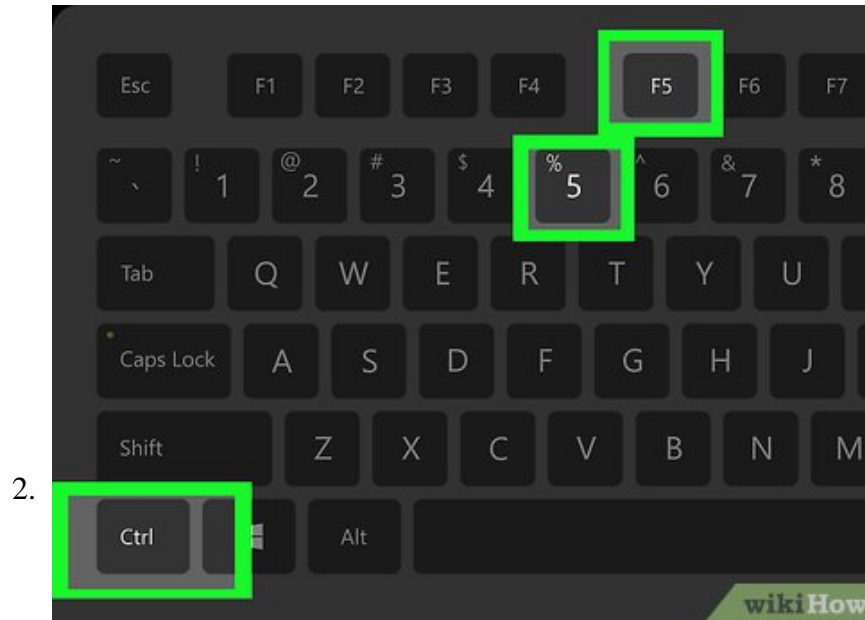 Esc F1 F2 F3 F4 F5 F6 F7
~ ! @ # $ % ^ & *
` 1 2 3 4 5 6 7 8
Tab Q W E R T Y U
Caps Lock A S D F G H J
Shift Z X C V B N M
2.
Ctrl Alt
wikiHow